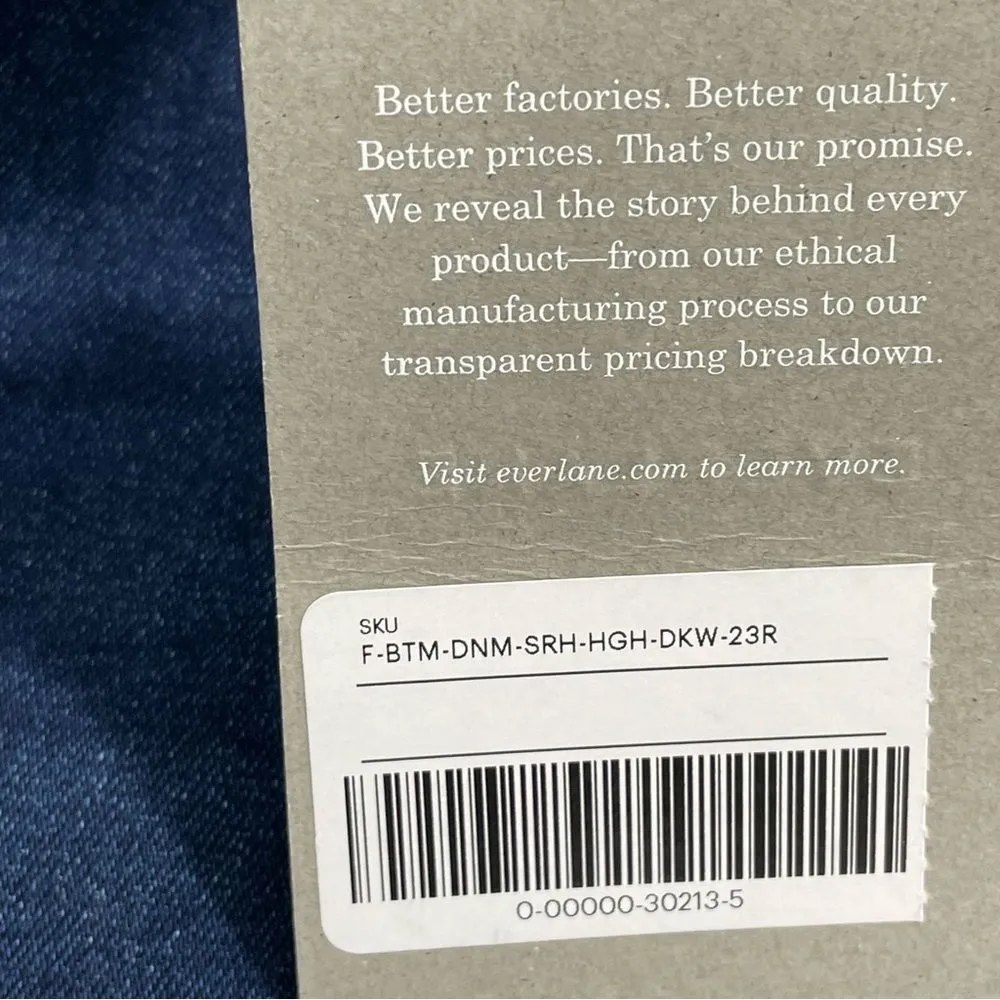 Better factories. Better quality.
Better prices. That's our promise.
We reveal the story behind every
product—from our ethical
manufacturing process to our
transparent pricing breakdown.
Visit everlane.com to learn more.
SKU
F-BTM-DNM-SRH-HGH-DKW-23R
0-00000-30213-5